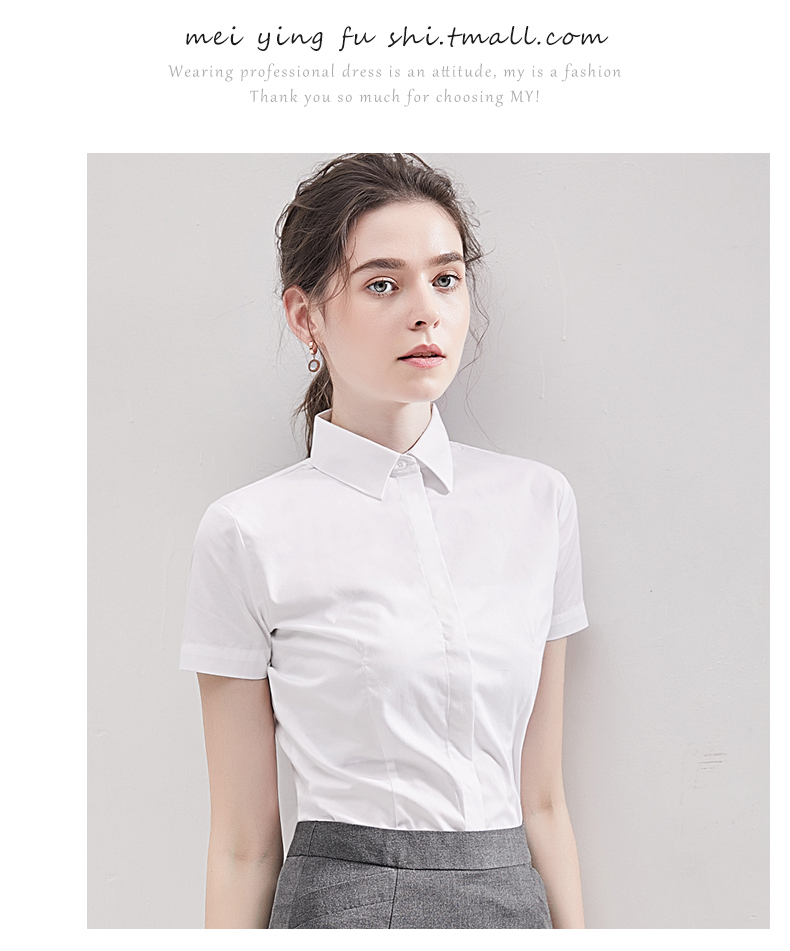 mei ying fu shi.tmall.com
Wearing professional dress is an attitude, my is a fashion
Thank you so much for choosing MY!